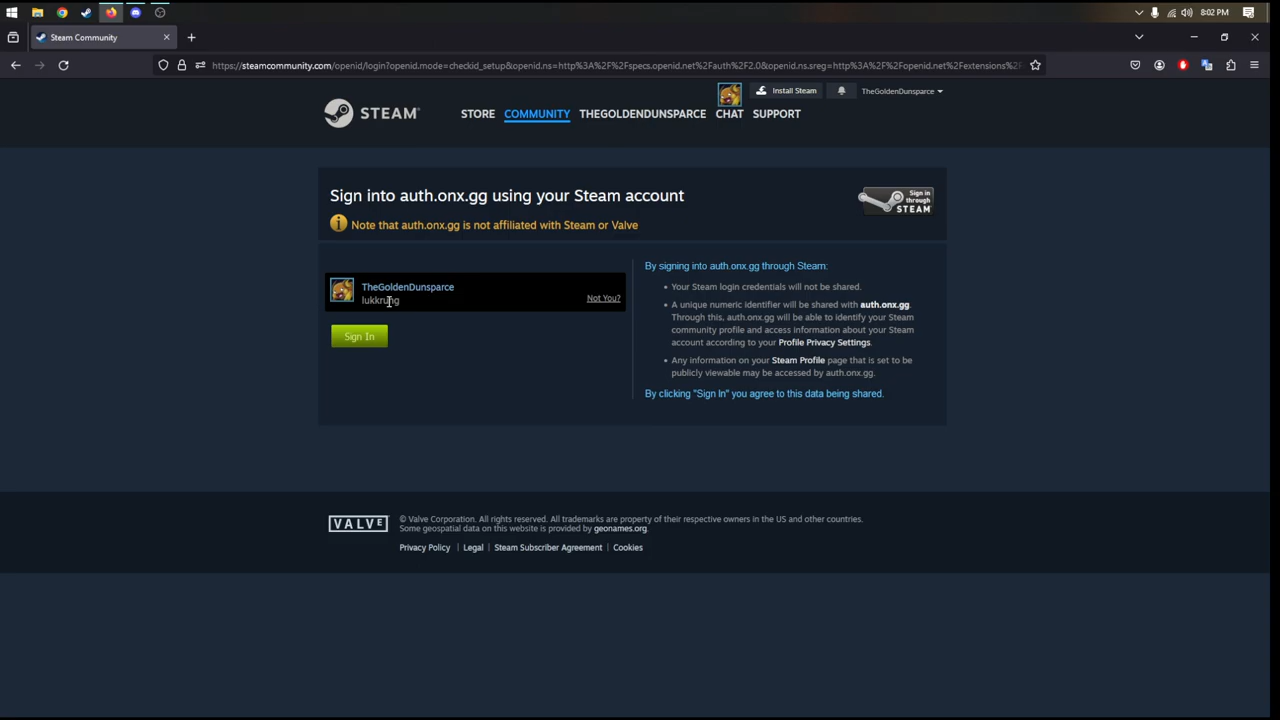 8:02 PM
Steam Community
https://steamcommunity.com/openid/login?openid.mode=checkid_setup&openid.ns=http%3A%2F%2Fspecs.openid.net%2Fauth%2F2.0&openid.ns.sreg=http%3A%2F%2Fopenid.net%2Fextensions%2F
Install Steam
TheGoldenDunsparce
STEAM
STORE COMMUNITY THEGOLDENDUNSPARCE CHAT SUPPORT
Sign into auth.onx.gg using your Steam account
Note that auth.onx.gg is not affiliated with Steam or Valve
Sign in
through
STEAM
TheGoldenDunsparce
lukkrung
Not You?
Sign In
By signing into auth.onx.gg through Steam:
Your Steam login credentials will not be shared.
A unique numeric identifier will be shared with auth.onx.gg.
Through this, auth.onx.gg will be able to identify your Steam
community profile and access information about your Steam
account according to your Profile Privacy Settings.
Any information on your Steam Profile page that is set to be
publicly viewable may be accessed by auth.onx.gg.
By clicking "Sign In" you agree to this data being shared.
VALVE
© Valve Corporation. All rights reserved. All trademarks are property of their respective owners in the US and other countries.
Some geospatial data on this website is provided by geonames.org.
Privacy Policy | Legal | Steam Subscriber Agreement | Cookies